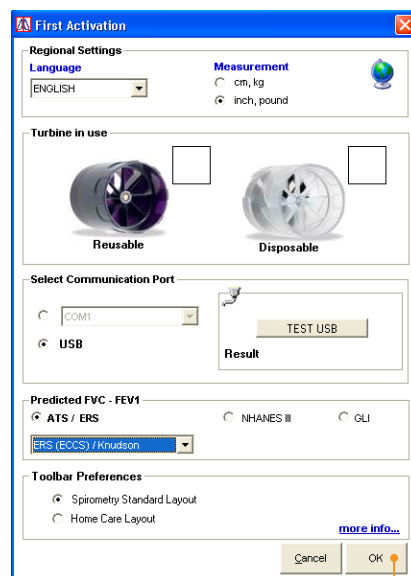 First Activation
Regional Settings
Language
Measurement
ENGLISH
cm, kg
inch, pound
Turbine in use
Reusable
Disposable
Select Communication Port
COM1
USB
TEST USB
Result
Predicted FVC - FEV1
ATS / ERS
NHANES III
GLI
ERS (ECCS) / Knudson
Toolbar Preferences
Spirometry Standard Layout
Home Care Layout
more info...
Cancel
OK